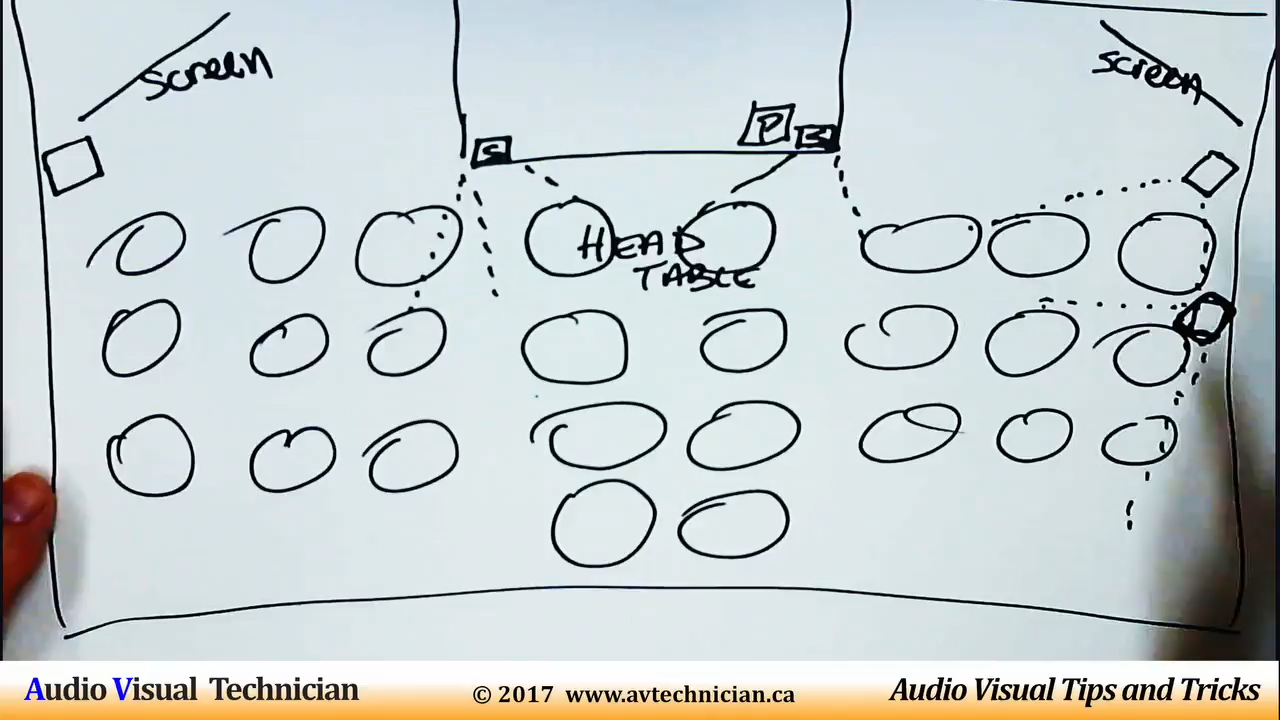 Screen
Screen
P
S
HEAD
TABLE
Audio Visual Technician
© 2017 www.avtechnician.ca
Audio Visual Tips and Tricks